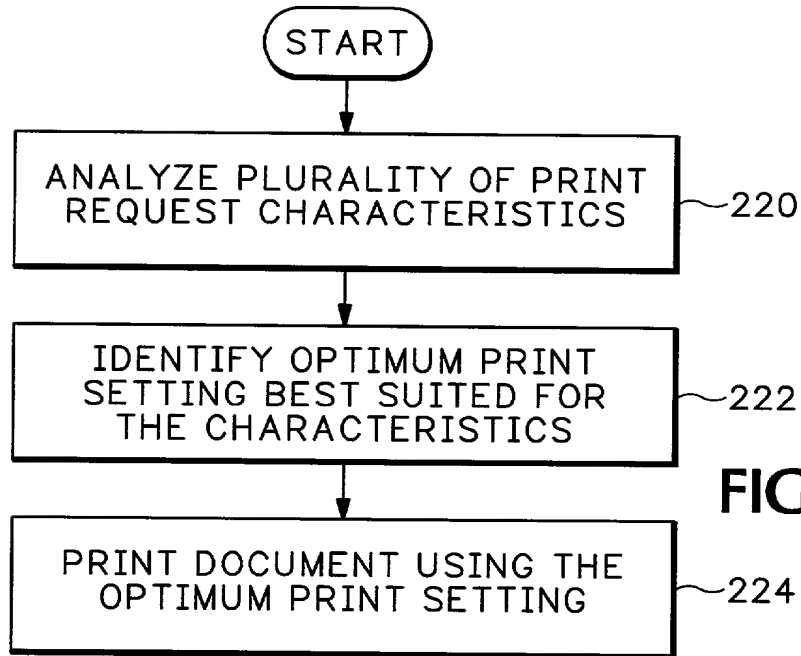 START
ANALYZE PLURALITY OF PRINT
REQUEST CHARACTERISTICS
220
IDENTIFY OPTIMUM PRINT
SETTING BEST SUITED FOR
THE CHARACTERISTICS
222
FIG
PRINT DOCUMENT USING THE
OPTIMUM PRINT SETTING
224